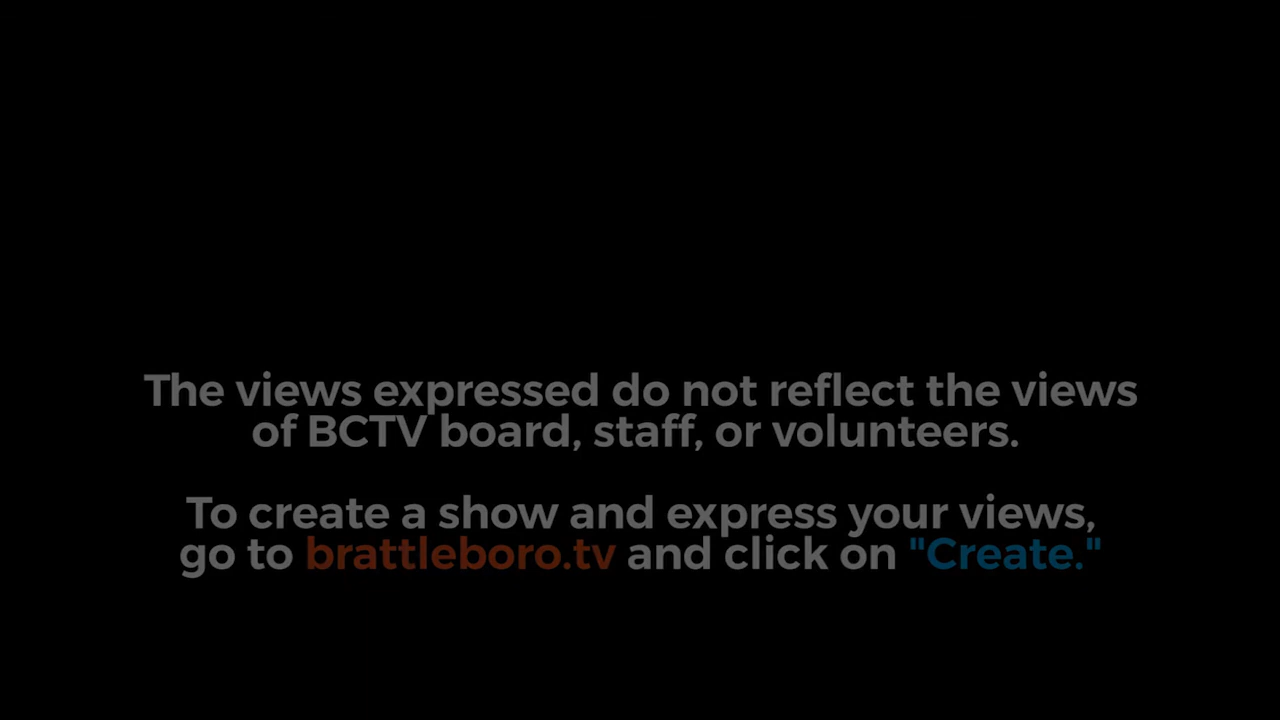 The views expressed do not reflect the views
of BCTV board, staff, or volunteers.
To create a show and express your views,
go to brattleboro.tv and click on "Create."